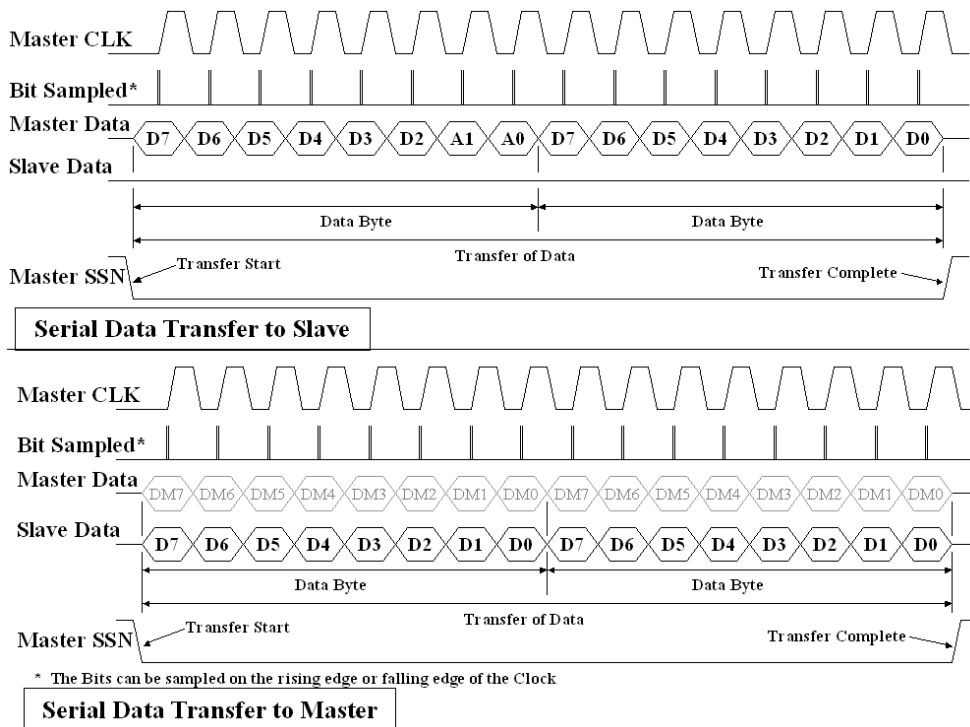 Master CLK
Bit Sampled*
Master Data
D7 D6 D5 D4 D3 D2 A1 A0 D7 D6 D5 D4 D3 D2 D1 D0
Slave Data
Data Byte Data Byte
Transfer of Data
Master SSN Transfer Start Transfer Complete
Serial Data Transfer to Slave
Master CLK
Bit Sampled*
Master Data DM7 DM6 DM5 DM4 DM3 DM2 DM1 DM0 DM7 DM6 DM5 DM4 DM3 DM2 DM1 DM0
Slave Data
D7 D6 D5 D4 D3 D2 D1 D0 D7 D6 D5 D4 D3 D2 D1 D0
Data Byte Data Byte
Transfer of Data
Master SSN Transfer Start Transfer Complete
* The Bits can be sampled on the rising edge or falling edge of the Clock
Serial Data Transfer to Master